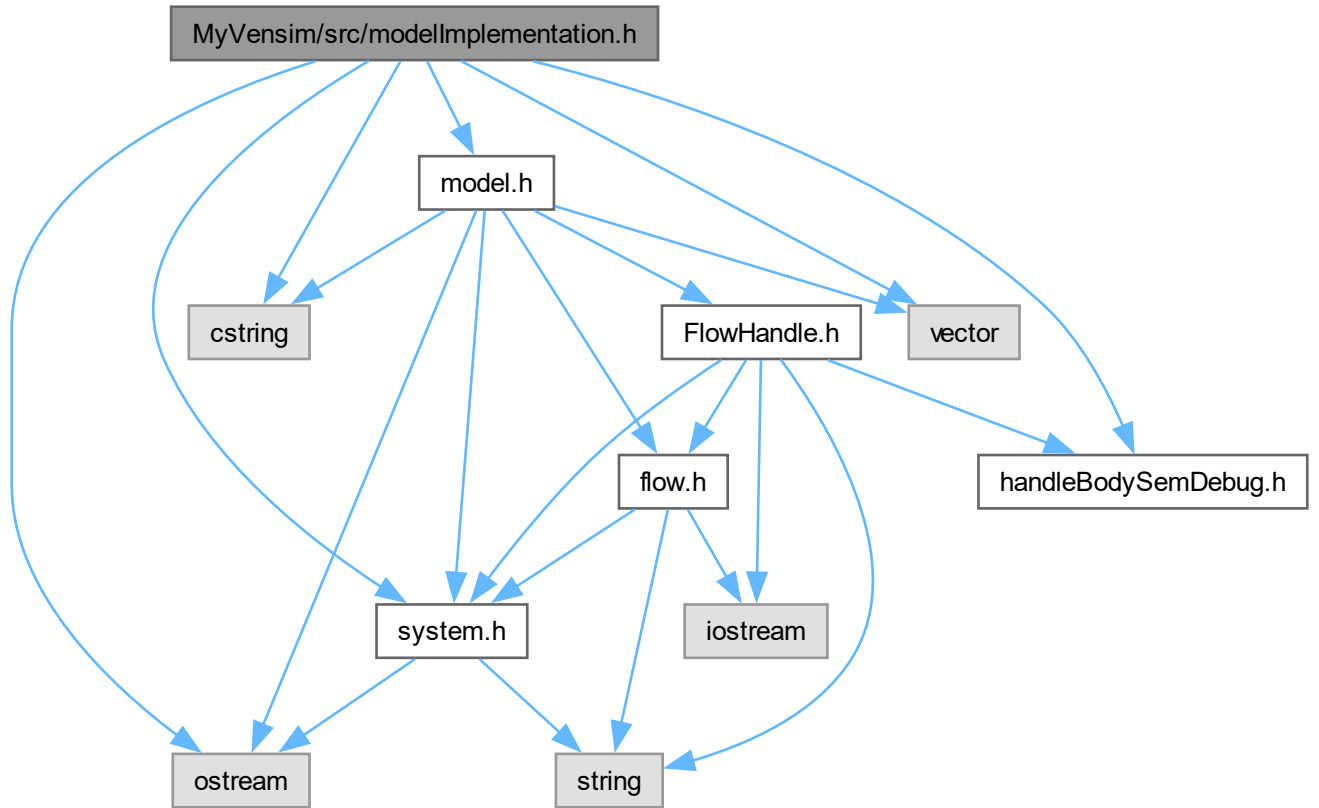 MyVensim/src/modelImplementation.h
model.h
cstring
FlowHandle.h
vector
flow.h
handleBodySemDebug.h
system.h
iostream
ostream
string